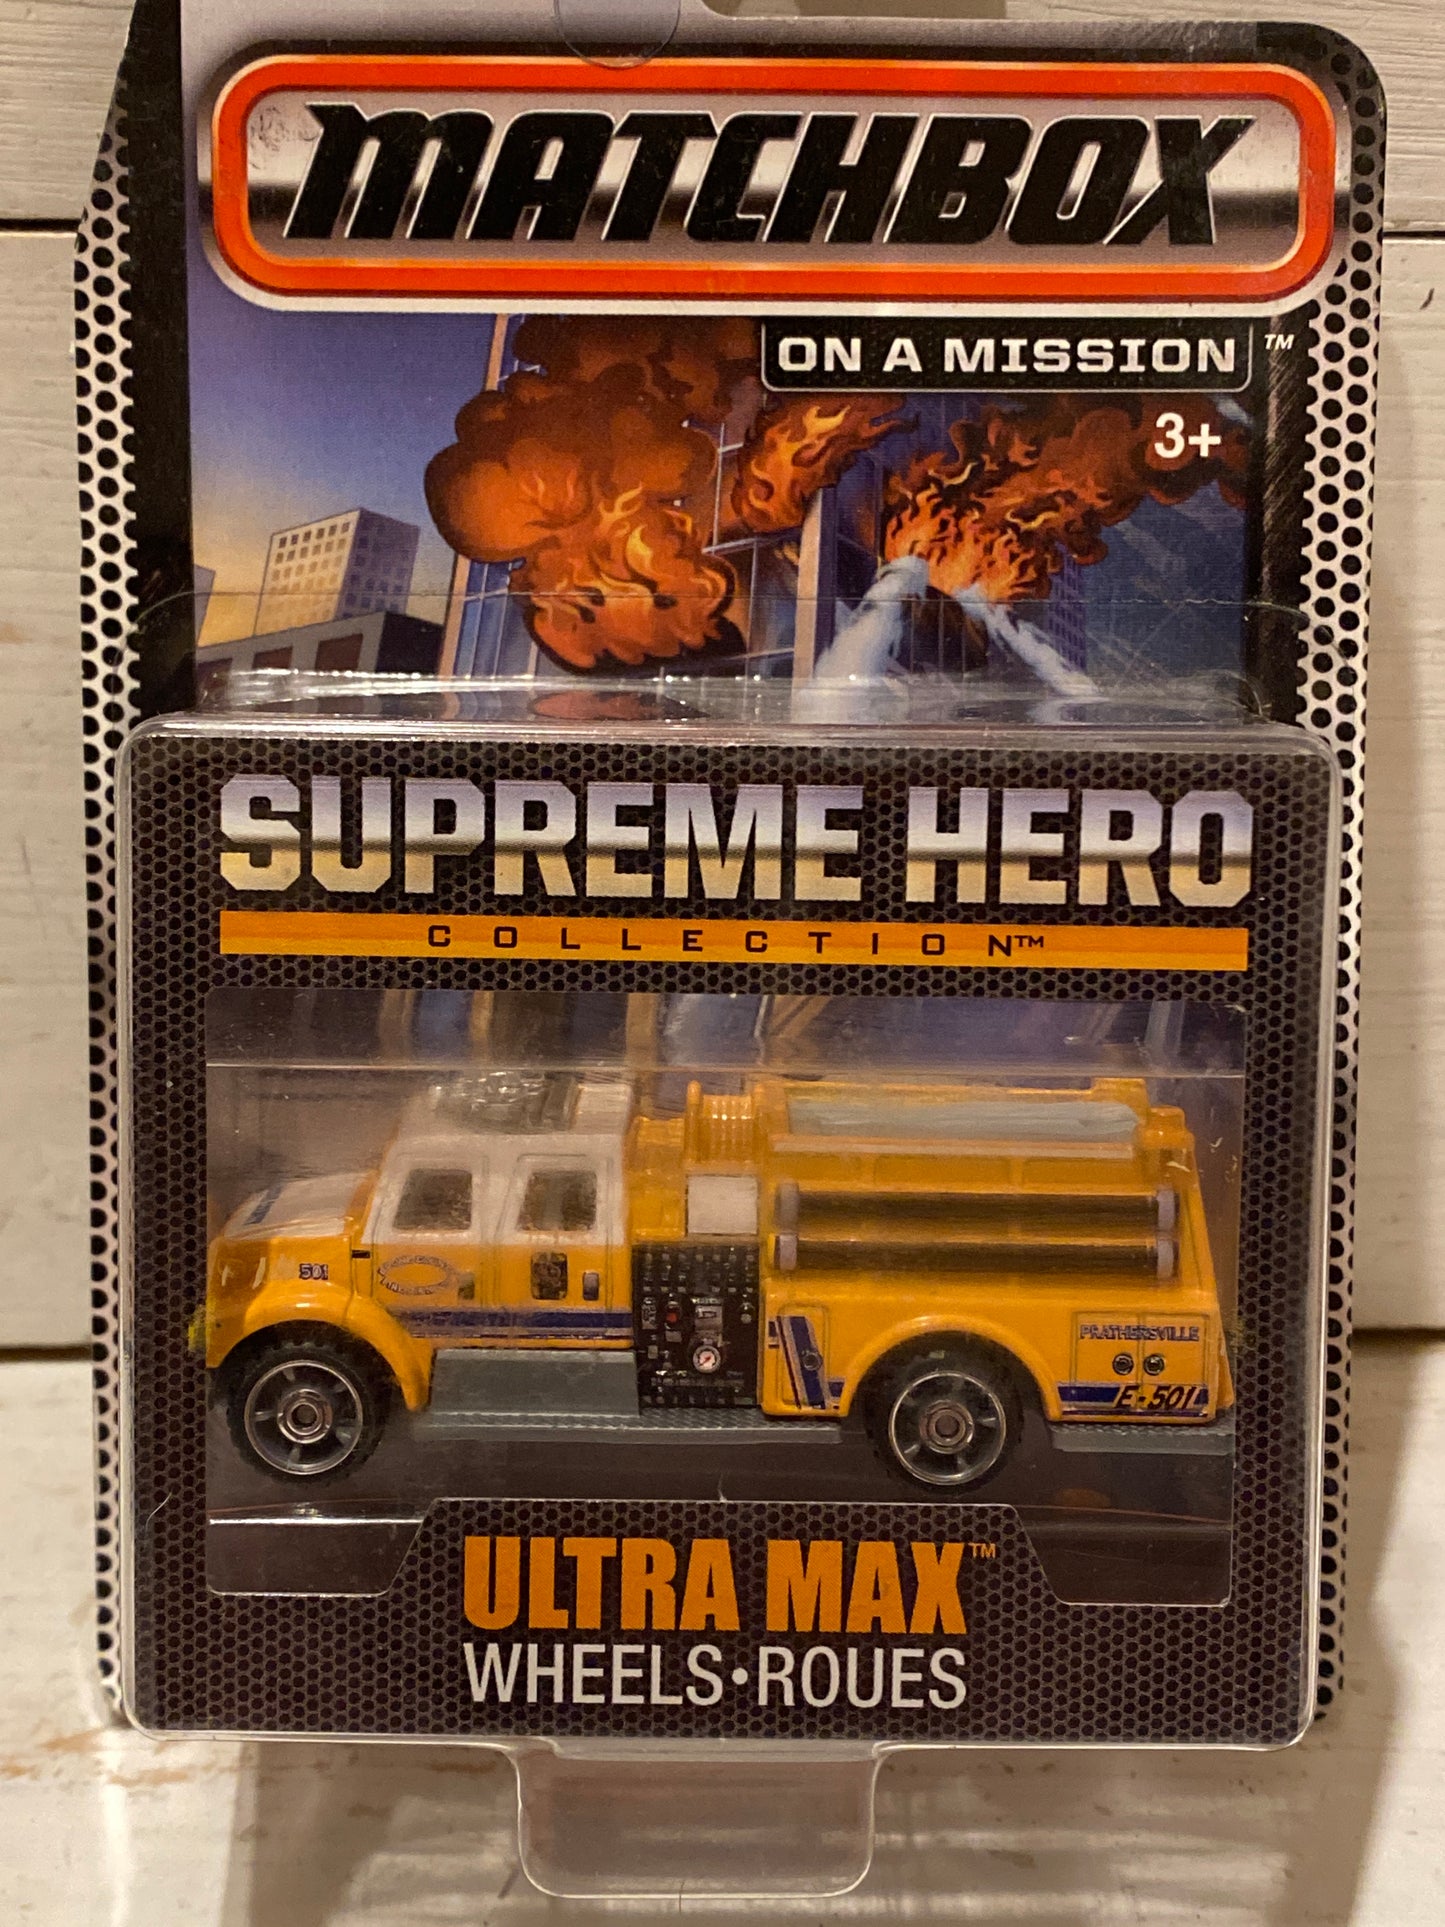 MATCHBOX
ON A MISSION™
3+
SUPREME HERO
COLLECTION™
501
PRATHERSVILLE
E-501
ULTRA MAX™
WHEELS•ROUES